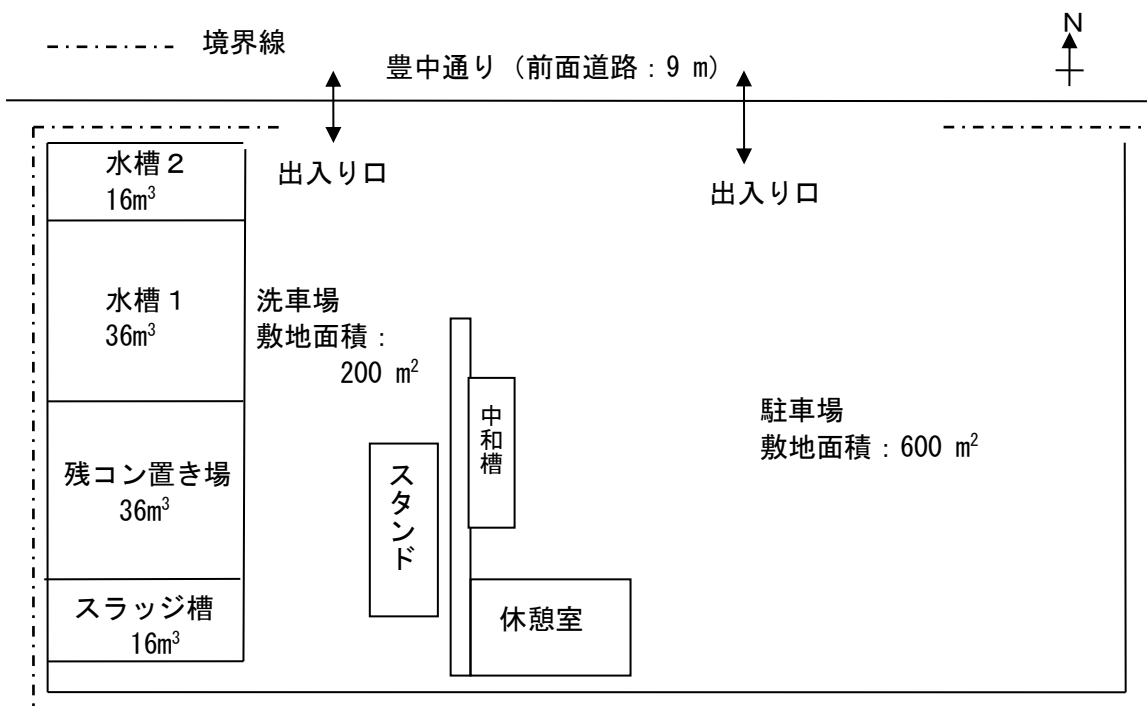 境界線
N
豊中通り（前面道路：9 m）
出入り口
出入り口
水槽２
16m³
水槽１
36m³
洗車場
敷地面積：
200 m²
残コン置き場
36m³
スラッジ槽
16m³
スタンド
中和槽
休憩室
駐車場
敷地面積：600 m²